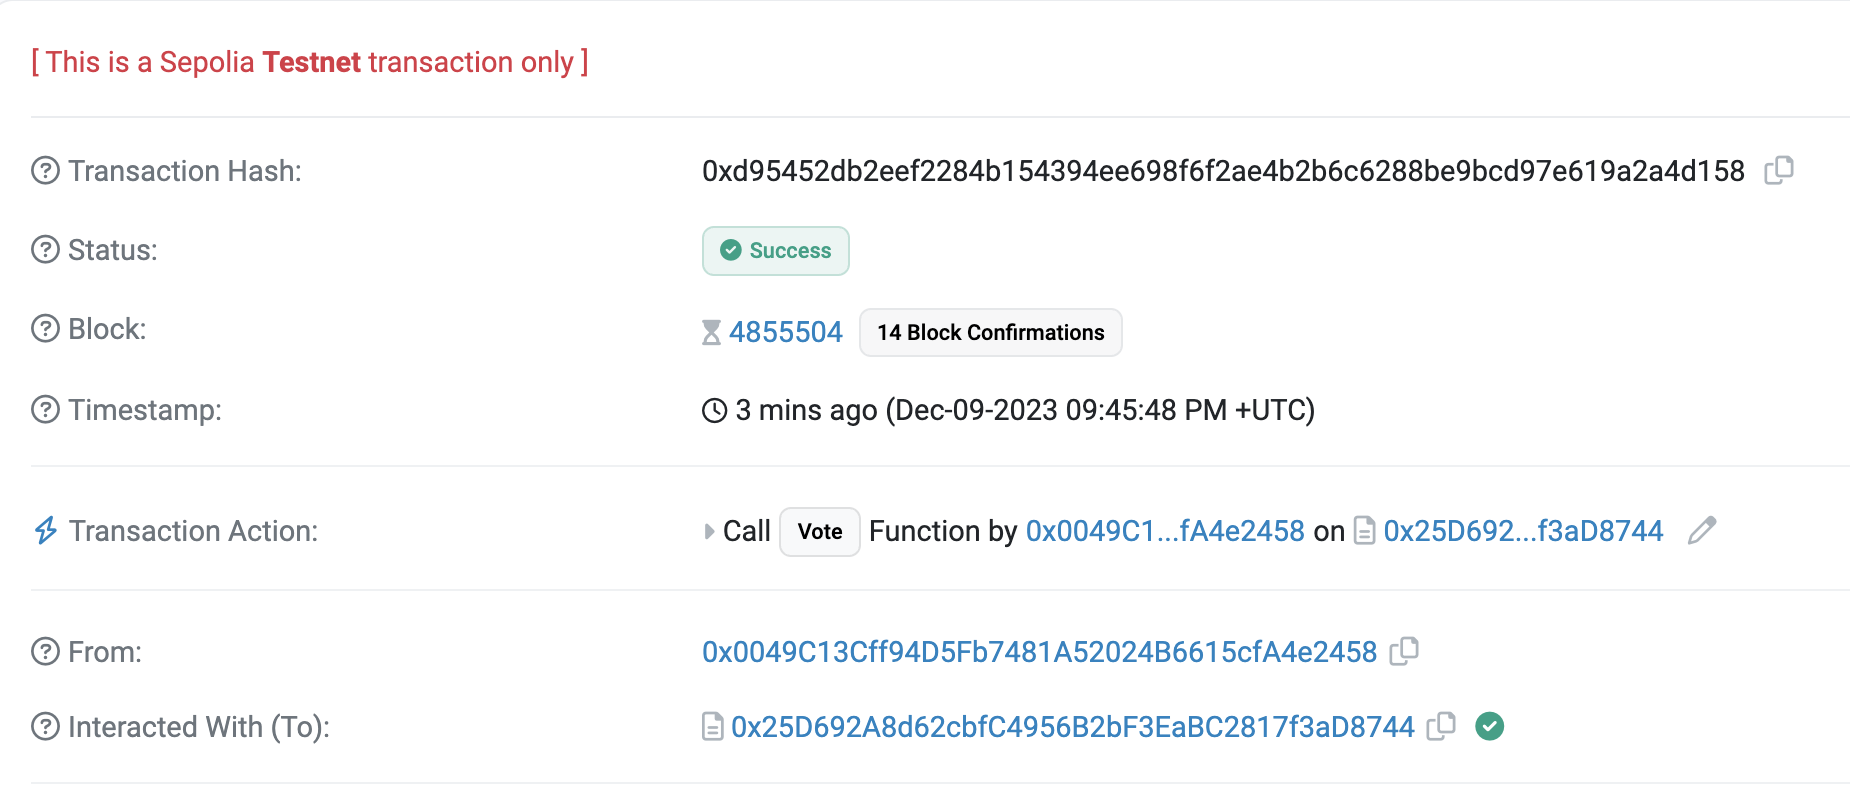 [ This is a Sepolia Testnet transaction only ]
Transaction Hash: 0xd95452db2eef2284b154394ee698f6f2ae4b2b6c6288be9bcd97e619a2a4d158
Status: Success
Block: 4855504 14 Block Confirmations
Timestamp: 3 mins ago (Dec-09-2023 09:45:48 PM +UTC)
Transaction Action: Call Vote Function by 0x0049C1...fA4e2458 on 0x25D692...f3aD8744
From: 0x0049C13Cff94D5Fb7481A52024B6615cfA4e2458
Interacted With (To): 0x25D692A8d62cbfC4956B2bF3EaBC2817f3aD8744